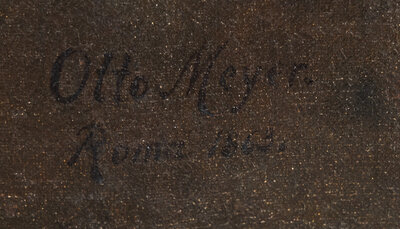 Otto Meyer.
Roma 1862.